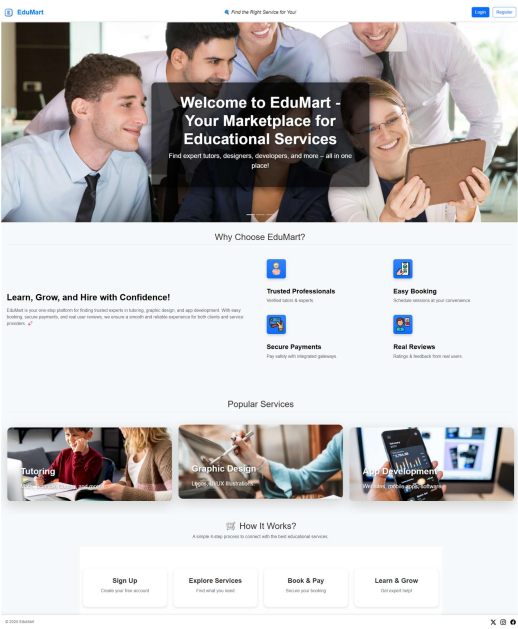 EduMart
Find the Right Service for You!
Login
Register
Welcome to EduMart -
Your Marketplace for
Educational Services
Find expert tutors, designers, developers, and more – all in one
place!
Why Choose EduMart?
Learn, Grow, and Hire with Confidence!
EduMart is your one-stop platform for finding trusted experts in tutoring, graphic design, and app development. With easy
booking, secure payments, and real user reviews, we ensure a smooth and reliable experience for both clients and service
providers.
Trusted Professionals
Verified tutors & experts
Easy Booking
Schedule sessions at your convenience
Secure Payments
Pay safely with integrated gateways
Real Reviews
Ratings & feedback from real users
Popular Services
Tutoring
and more
Graphic Design
Logos, UI/UX, Illustrations
App Development
Websites, mobile apps, software
How It Works?
A simple 4-step process to connect with the best educational services
Sign Up
Create your free account
Explore Services
Find what you need
Book & Pay
Secure your booking
Learn & Grow
Get expert help!
EduMart